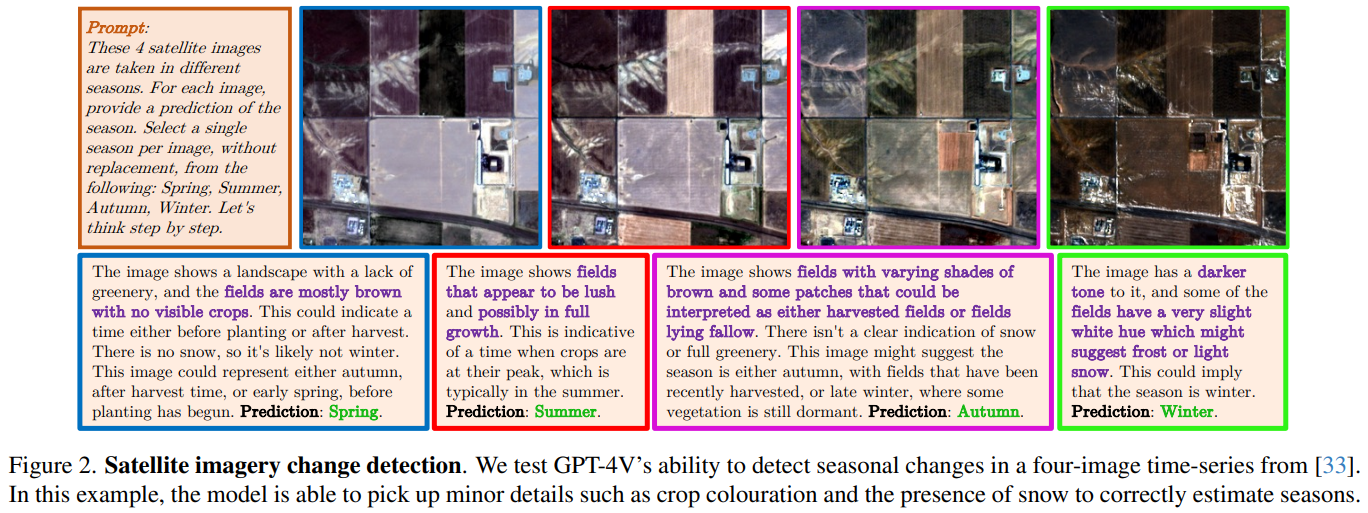 Prompt:
These 4 satellite images
are taken in different
seasons. For each image,
provide a prediction of the
season. Select a single
season per image, without
replacement, from the
following: Spring, Summer,
Autumn, Winter. Let's
think step by step.
The image shows a landscape with a lack of
greenery, and the fields are mostly brown
with no visible crops. This could indicate a
time either before planting or after harvest.
There is no snow, so it's likely not winter.
This image could represent either autumn,
after harvest time, or early spring, before
planting has begun. Prediction: Spring.
The image shows fields
that appear to be lush
and possibly in full
growth. This is indicative
of a time when crops are
at their peak, which is
typically in the summer.
Prediction: Summer.
The image shows fields with varying shades of
brown and some patches that could be
interpreted as either harvested fields or fields
lying fallow. There isn't a clear indication of snow
or full greenery. This image might suggest the
season is either autumn, with fields that have been
recently harvested, or late winter, where some
vegetation is still dormant. Prediction: Autumn.
The image has a darker
tone to it, and some of the
fields have a very slight
white hue which might
suggest frost or light
snow. This could imply
that the season is winter.
Prediction: Winter.
Figure 2. Satellite imagery change detection. We test GPT-4V's ability to detect seasonal changes in a four-image time-series from [33].
In this example, the model is able to pick up minor details such as crop colouration and the presence of snow to correctly estimate seasons.